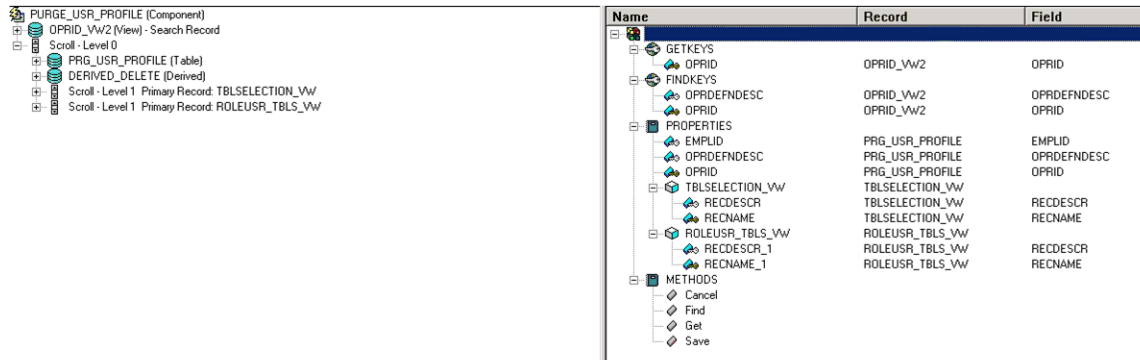 PURGE_USR_PROFILE (Component)
OPRID_VW2 (View) - Search Record
Scroll - Level 0
PRG_USR_PROFILE (Table)
DERIVED_DELETE (Derived)
Scroll - Level 1 Primary Record: TBLSELECTION_VW
Scroll - Level 1 Primary Record: ROLEUSR_TBLS_VW
Name Record Field
GETKEYS
OPRID OPRID_VW2 OPRID
FINDKEYS
OPRDEFNDESC OPRID_VW2 OPRDEFNDESC
OPRID OPRID_VW2 OPRID
PROPERTIES
EMPLID PRG_USR_PROFILE EMPLID
OPRDEFNDESC PRG_USR_PROFILE OPRDEFNDESC
OPRID PRG_USR_PROFILE OPRID
TBLSELECTION_VW TBLSELECTION_VW
RECDESCR TBLSELECTION_VW RECDESCR
RECNAME TBLSELECTION_VW RECNAME
ROLEUSR_TBLS_VW ROLEUSR_TBLS_VW
RECDESCR_1 ROLEUSR_TBLS_VW RECDESCR
RECNAME_1 ROLEUSR_TBLS_VW RECNAME
METHODS
Cancel
Find
Get
Save